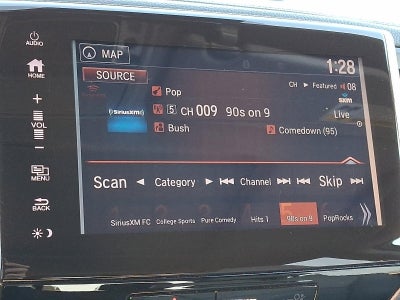 AUDIO
MAP
1:28
HOME
SOURCE
CH ▶ Featured 08
Pop
sxm
+
VOL
–
((SiriusXM))
5 CH 009 90s on 9
Live
Bush
Comedown (95)
MENU
Scan ◀ Category ▶ ⏮ Channel ⏭ ⏮ Skip ⏭
BACK
SiriusXM FC College Sports Pure Comedy Hits 1 90s on 9 PopRocks